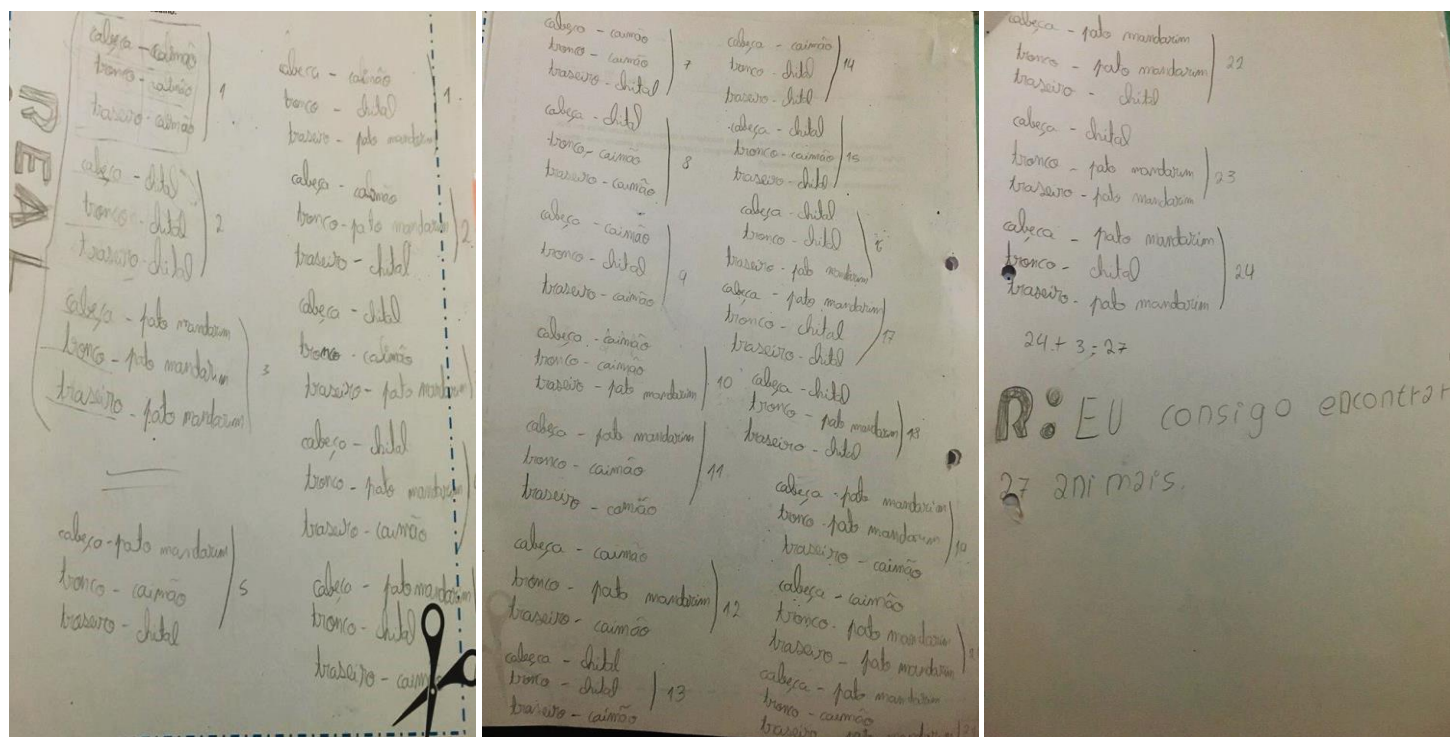 REAL
cabeça - caimão
tronco - caimão
traseiro - caimão
1
cabeça - chital
tronco - chital
traseiro - chital
2
cabeça - pato mandarim
tronco - pato mandarim
traseiro - pato mandarim
3
cabeça - pato mandarim
tronco - caimão
traseiro - chital
5
cabeca - caimão
tronco - chital
traseiro - pato mandarim
1
cabeça - caimão
tronco - pato mandarim
traseiro - chital
2
cabeça - chital
tronco - caimão
traseiro - pato mandarim
cabeça - chital
tronco - pato mandarim
traseiro - caimão
cabeça - pato mandarim
tronco - chital
traseiro - caim
cabeça - caimão
tronco - caimão
traseiro - chital
7
cabeça - chital
tronco - caimão
traseiro - caimão
8
cabeça - caimão
tronco - chital
traseiro - caimão
9
cabeça - caimão
tronco - caimão
traseiro - pato mandarim
10
cabeça - pato mandarim
tronco - caimão
traseiro - caimão
11
cabeça - caimão
tronco - pato mandarim
traseiro - caimão
12
cabeça - chital
tronco - chital
traseiro - caimão
13
cabeça - caimão
tronco - chital
traseiro - chital
14
cabeça - chital
tronco - caimão
traseiro - chital
15
cabeça - chital
tronco - chital
traseiro - pato mandarim
cabeça - pato mandarim
tronco - chital
traseiro - chital
17
cabeça - chital
tronco - pato mandarim
traseiro - chital
18
cabeça - pato mandarim
tronco - pato mandarim
traseiro - caimão
19
cabeça - caimão
tronco - pato mandarim
traseiro - pato mandarim
cabeça - pato mandarim
tronco - caimão
traseiro - pato mandarim
cabeça - pato mandarim
tronco - pato mandarim
traseiro - chital
22
cabeça - chital
tronco - pato mandarim
traseiro - pato mandarim
23
cabeça - pato mandarim
tronco - chital
traseiro - pato mandarim
24
24 + 3 = 27
R: EU consigo encontrar
27 animais.